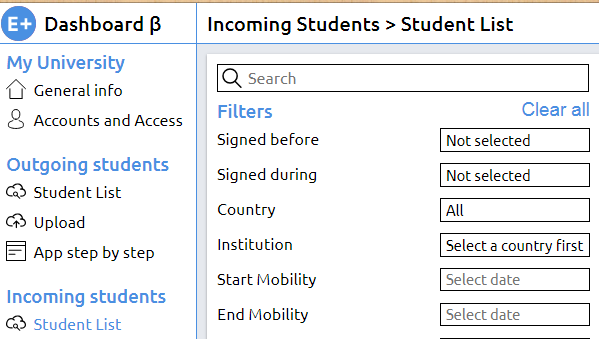 E+ Dashboard β
My University
General info
Accounts and Access
Outgoing students
Student List
Upload
App step by step
Incoming students
Student List
Incoming Students > Student List
Search
Filters Clear all
Signed before Not selected
Signed during Not selected
Country All
Institution Select a country first
Start Mobility Select date
End Mobility Select date